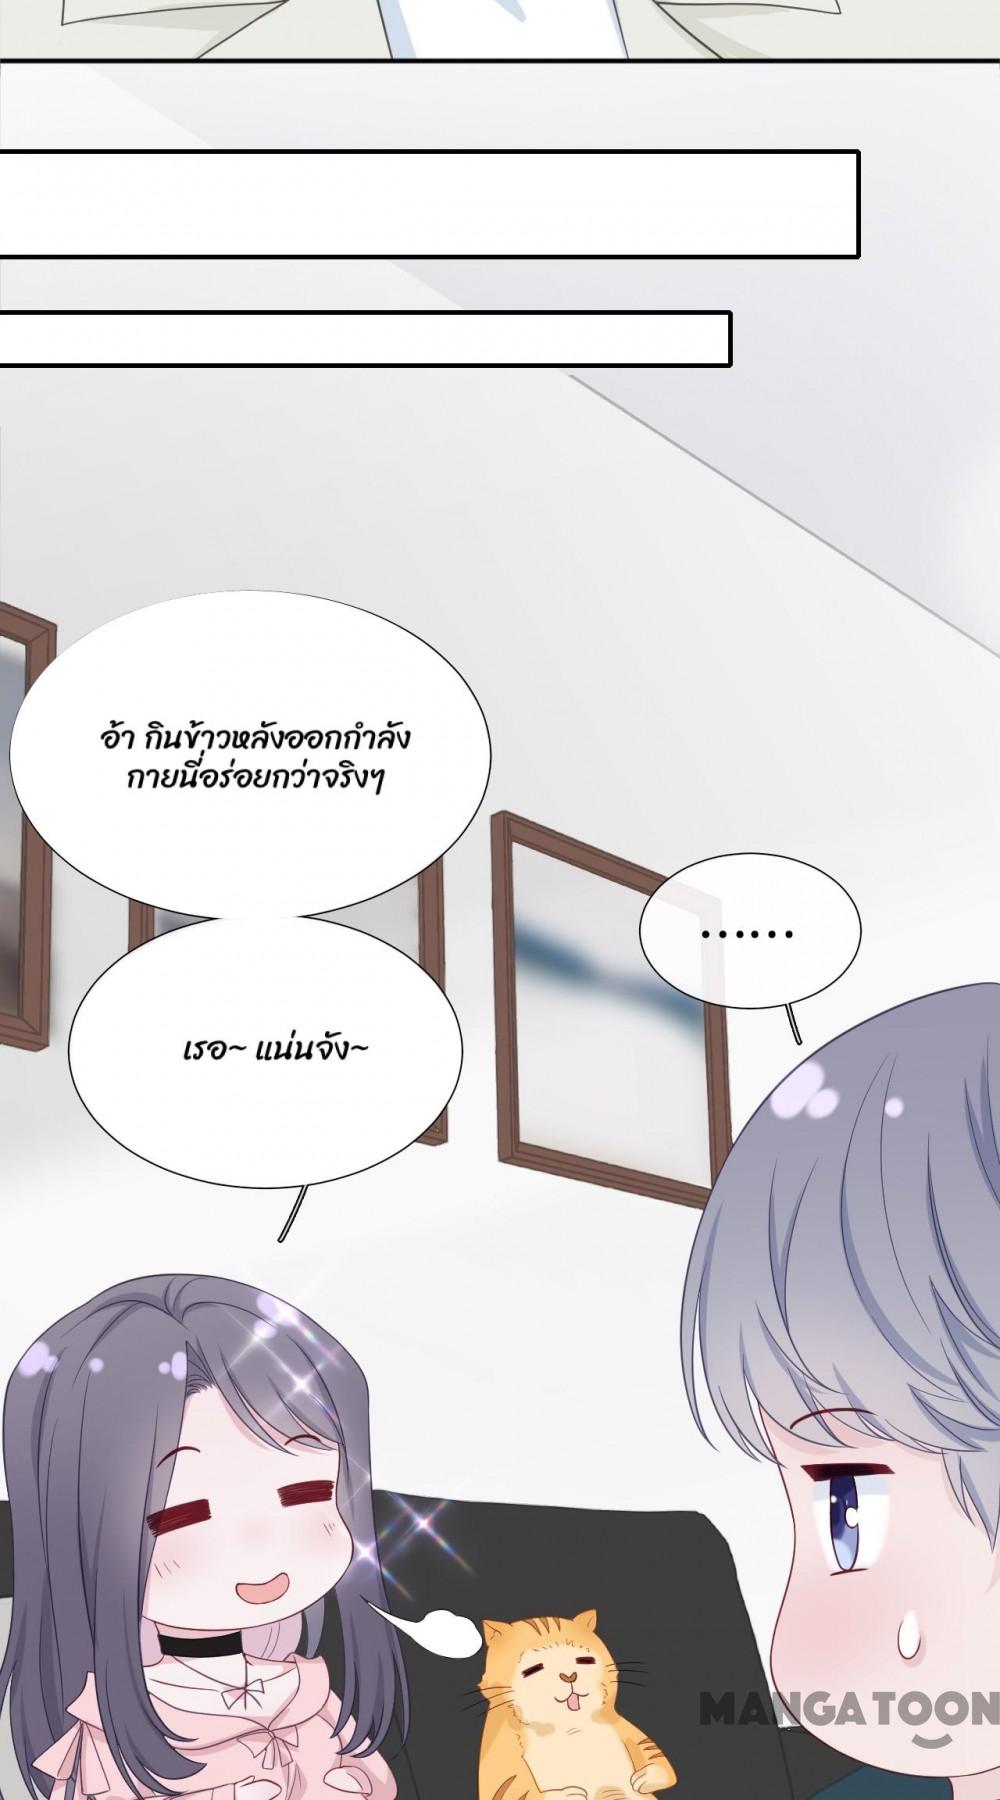 อ้า กินข้าวหลังออกกำลัง
กายนี่อร่อยกว่าจริงๆ
......
เรอ~ แน่นจัง~
MANGATOON